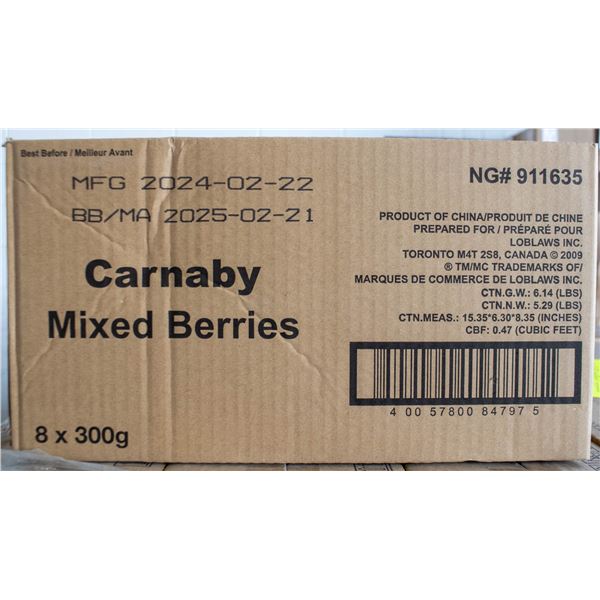 Best Before / Meilleur Avant
MFG 2024-02-22
BB/MA 2025-02-21
Carnaby
Mixed Berries
8 x 300g
NG# 911635
PRODUCT OF CHINA/PRODUIT DE CHINE
PREPARED FOR / PRÉPARÉ POUR
LOBLAWS INC.
TORONTO M4T 2S8, CANADA © 2009
® TM/MC TRADEMARKS OF/
MARQUES DE COMMERCE DE LOBLAWS INC.
CTN.G.W.: 6.14 (LBS)
CTN.N.W.: 5.29 (LBS)
CTN.MEAS.: 15.35*6.30*8.35 (INCHES)
CBF: 0.47 (CUBIC FEET)
4 00 57800 84797 5